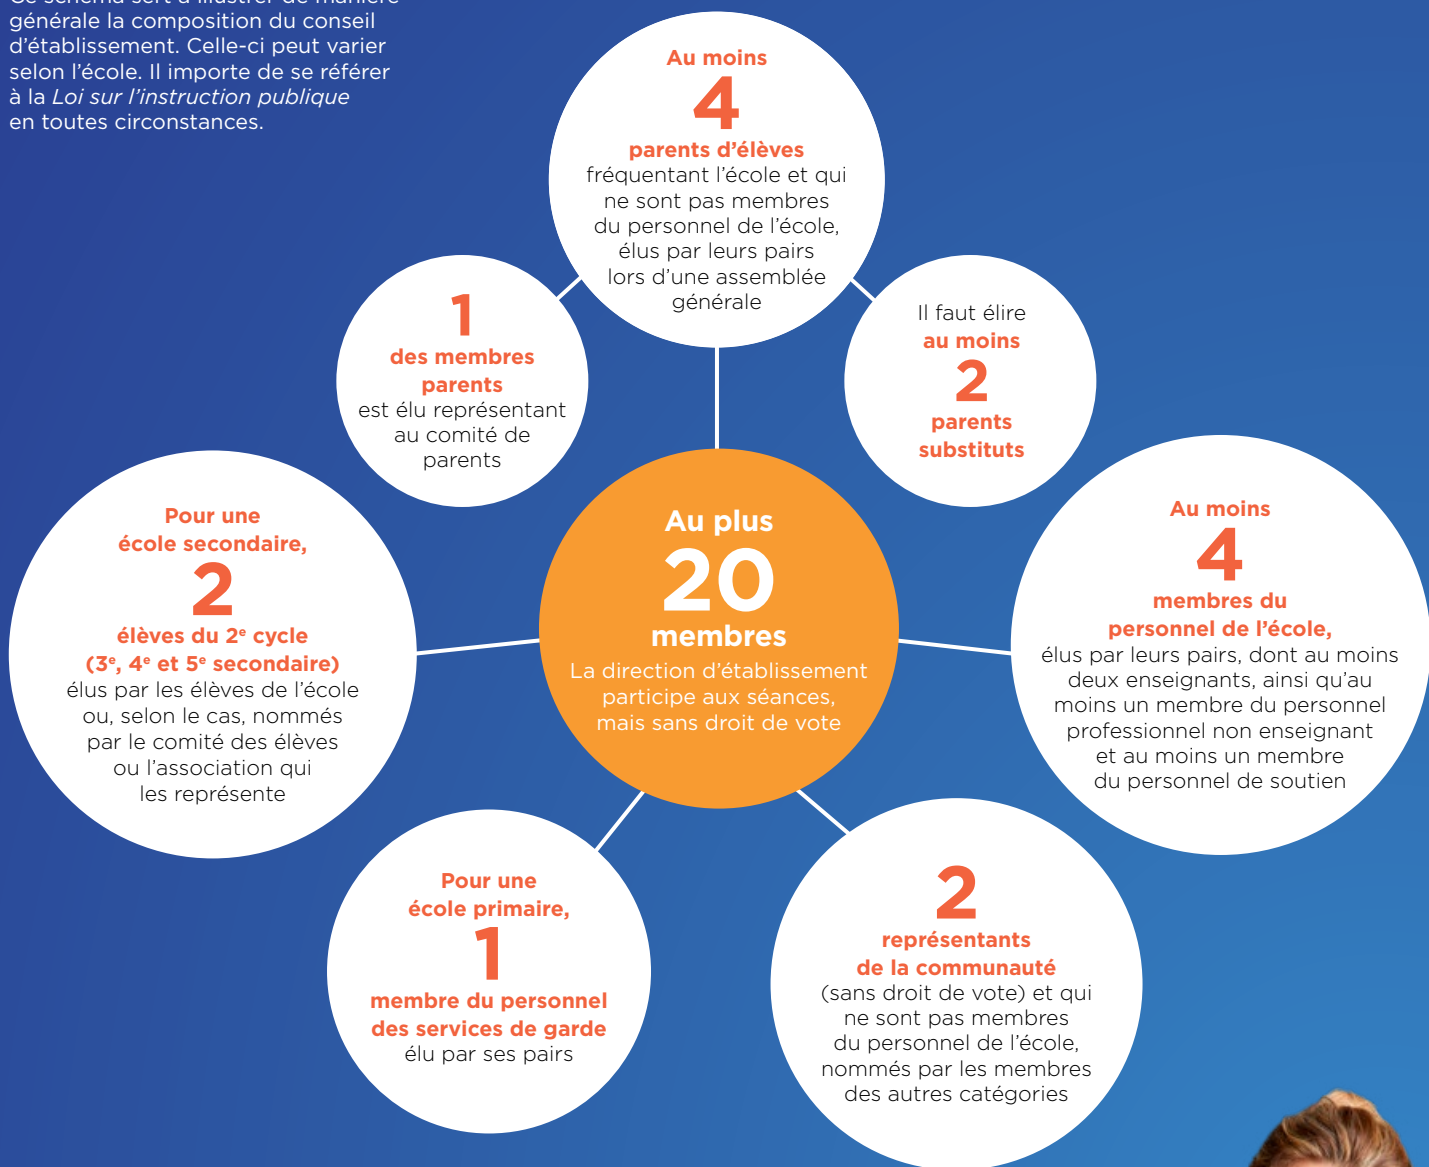 Ce schéma sert à illustrer de manière
générale la composition du conseil
d’établissement. Celle-ci peut varier
selon l’école. Il importe de se référer
à la Loi sur l’instruction publique
en toutes circonstances.
Au moins
4
parents d’élèves
fréquentant l’école et qui
ne sont pas membres
du personnel de l’école,
élus par leurs pairs
lors d’une assemblée
générale
1
des membres
parents
est élu représentant
au comité de
parents
Il faut élire
au moins
2
parents
substituts
Pour une
école secondaire,
2
élèves du 2e cycle
(3e, 4e et 5e secondaire)
élus par les élèves de l’école
ou, selon le cas, nommés
par le comité des élèves
ou l’association qui
les représente
Au plus
20
membres
La direction d’établissement
participe aux séances,
mais sans droit de vote
Au moins
4
membres du
personnel de l’école,
élus par leurs pairs, dont au moins
deux enseignants, ainsi qu’au
moins un membre du personnel
professionnel non enseignant
et au moins un membre
du personnel de soutien
Pour une
école primaire,
1
membre du personnel
des services de garde
élu par ses pairs
2
représentants
de la communauté
(sans droit de vote) et qui
ne sont pas membres
du personnel de l’école,
nommés par les membres
des autres catégories